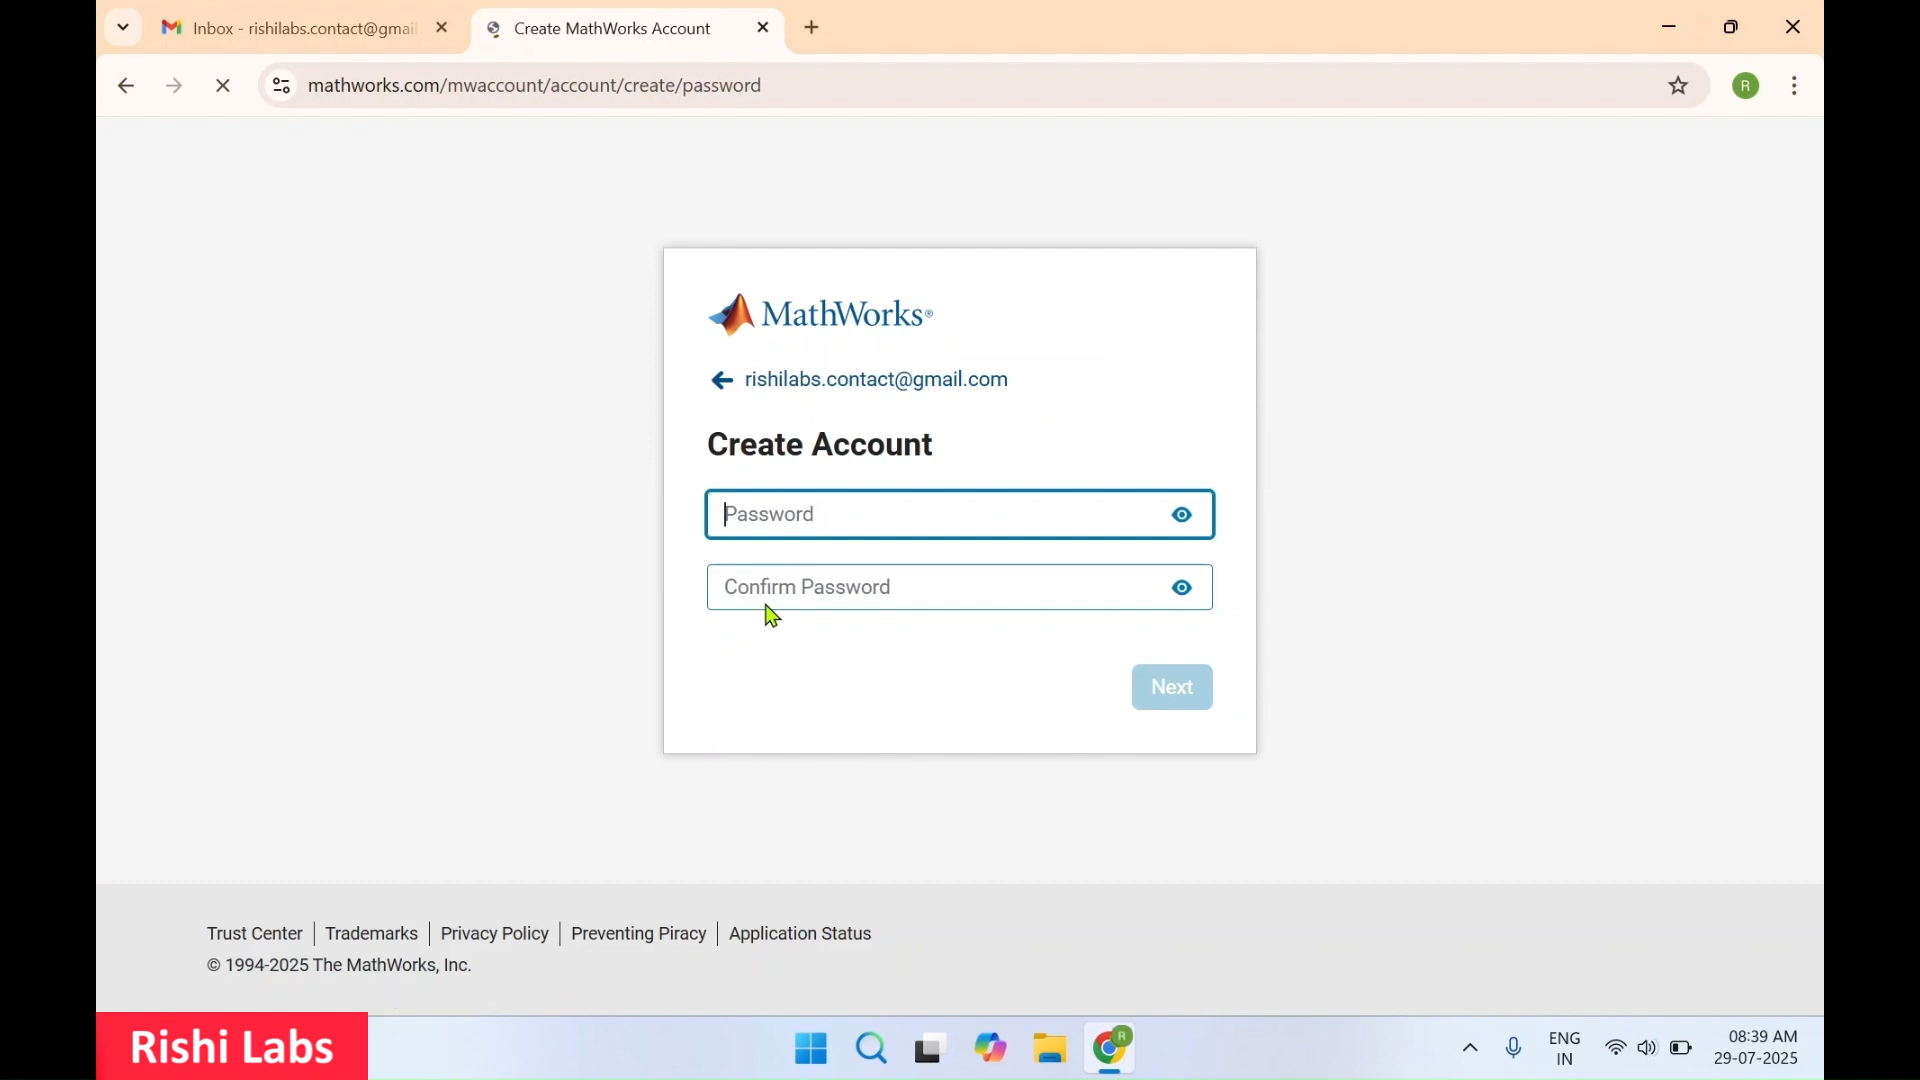 Inbox - rishilabs.contact@gmail
Create MathWorks Account
mathworks.com/mwaccount/account/create/password
R
MathWorks®
rishilabs.contact@gmail.com
Create Account
Password
Confirm Password
Next
Trust Center
Trademarks
Privacy Policy
Preventing Piracy
Application Status
© 1994-2025 The MathWorks, Inc.
Rishi Labs
R
ENG
IN
08:39 AM
29-07-2025